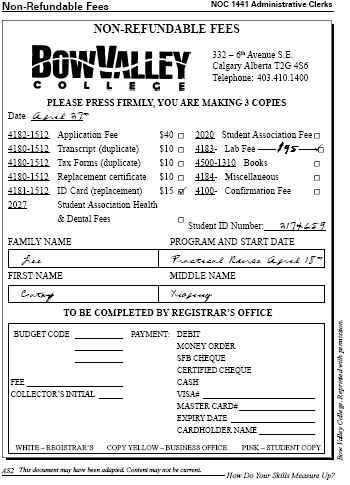 Non-Refundable Fees NOC 1441 Administrative Clerks
NON-REFUNDABLE FEES
BOW VALLEY
COLLEGE
332 – 6th Avenue S.E.
Calgary Alberta T2G 4S6
Telephone: 403.410.1400
PLEASE PRESS FIRMLY, YOU ARE MAKING 3 COPIES
Date April 27th
4182-1512 Application Fee $40 2020 Student Association Fee
4180-1512 Transcript (duplicate) $10 4183- Lab Fee $95
4180-1512 Tax Forms (duplicate) $10 4500-1310 Books
4180-1512 Replacement certificate $10 4184- Miscellaneous
4181-1512 ID Card (replacement) $15 4100- Confirmation Fee
2027 Student Association Health
& Dental Fees
Student ID Number: 3174659
FAMILY NAME PROGRAM AND START DATE
Lee Practical Nurse April 18th
FIRST NAME MIDDLE NAME
Cathy Xioping
TO BE COMPLETED BY REGISTRAR'S OFFICE
BUDGET CODE PAYMENT: DEBIT
MONEY ORDER
SFB CHEQUE
CERTIFIED CHEQUE
FEE CASH
COLLECTOR'S INITIAL VISA#
MASTER CARD#
EXPIRY DATE
CARDHOLDER NAME
WHITE – REGISTRAR'S COPY YELLOW – BUSINESS OFFICE PINK – STUDENT COPY
Bow Valley College. Reprinted with permission.
AS2 This document may have been adapted. Content may not be current.
How Do Your Skills Measure Up?